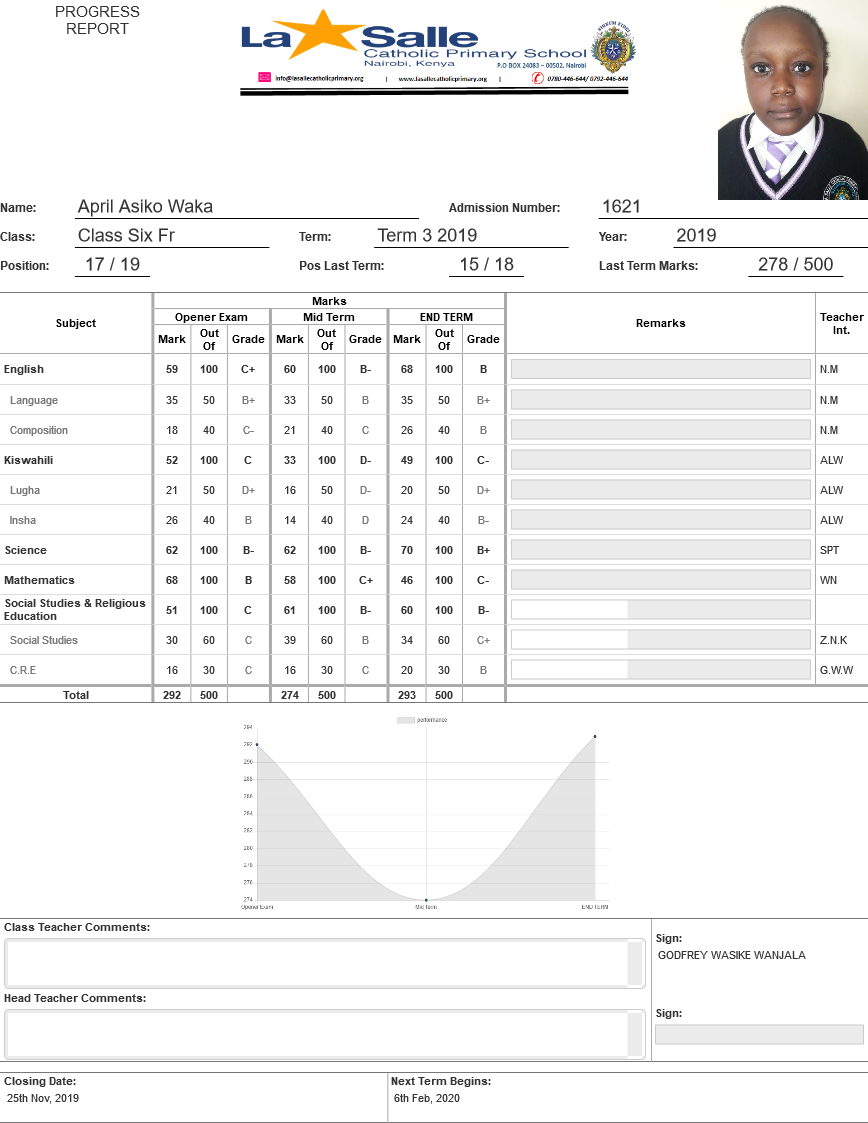 PROGRESS
REPORT
La Salle
Catholic Primary School
Nairobi, Kenya
P.O BOX 24083 – 00502, Nairobi
info@lasallecatholicprimary.org | www.lasallecatholicprimary.org | 0780-446-644/ 0792-446-644
Name: April Asiko Waka Admission Number: 1621
Class: Class Six Fr Term: Term 3 2019 Year: 2019
Position: 17 / 19 Pos Last Term: 15 / 18 Last Term Marks: 278 / 500
Subject Marks Remarks Teacher Int.
Opener Exam Mid Term END TERM
Mark Out Of Grade Mark Out Of Grade Mark Out Of Grade
English 59 100 C+ 60 100 B- 68 100 B N.M
Language 35 50 B+ 33 50 B 35 50 B+ N.M
Composition 18 40 C- 21 40 C 26 40 B N.M
Kiswahili 52 100 C 33 100 D- 49 100 C- ALW
Lugha 21 50 D+ 16 50 D- 20 50 D+ ALW
Insha 26 40 B 14 40 D 24 40 B- ALW
Science 62 100 B- 62 100 B- 70 100 B+ SPT
Mathematics 68 100 B 58 100 C+ 46 100 C- WN
Social Studies & Religious Education 51 100 C 61 100 B- 60 100 B-
Social Studies 30 60 C 39 60 B 34 60 C+ Z.N.K
C.R.E 16 30 C 16 30 C 20 30 B G.W.W
Total 292 500 274 500 293 500
performance
294
292
290
288
286
284
282
280
278
276
274
Opener Exam Mid Term END TERM
Class Teacher Comments:
Sign:
GODFREY WASIKE WANJALA
Head Teacher Comments:
Sign:
Closing Date: Next Term Begins:
25th Nov, 2019 6th Feb, 2020